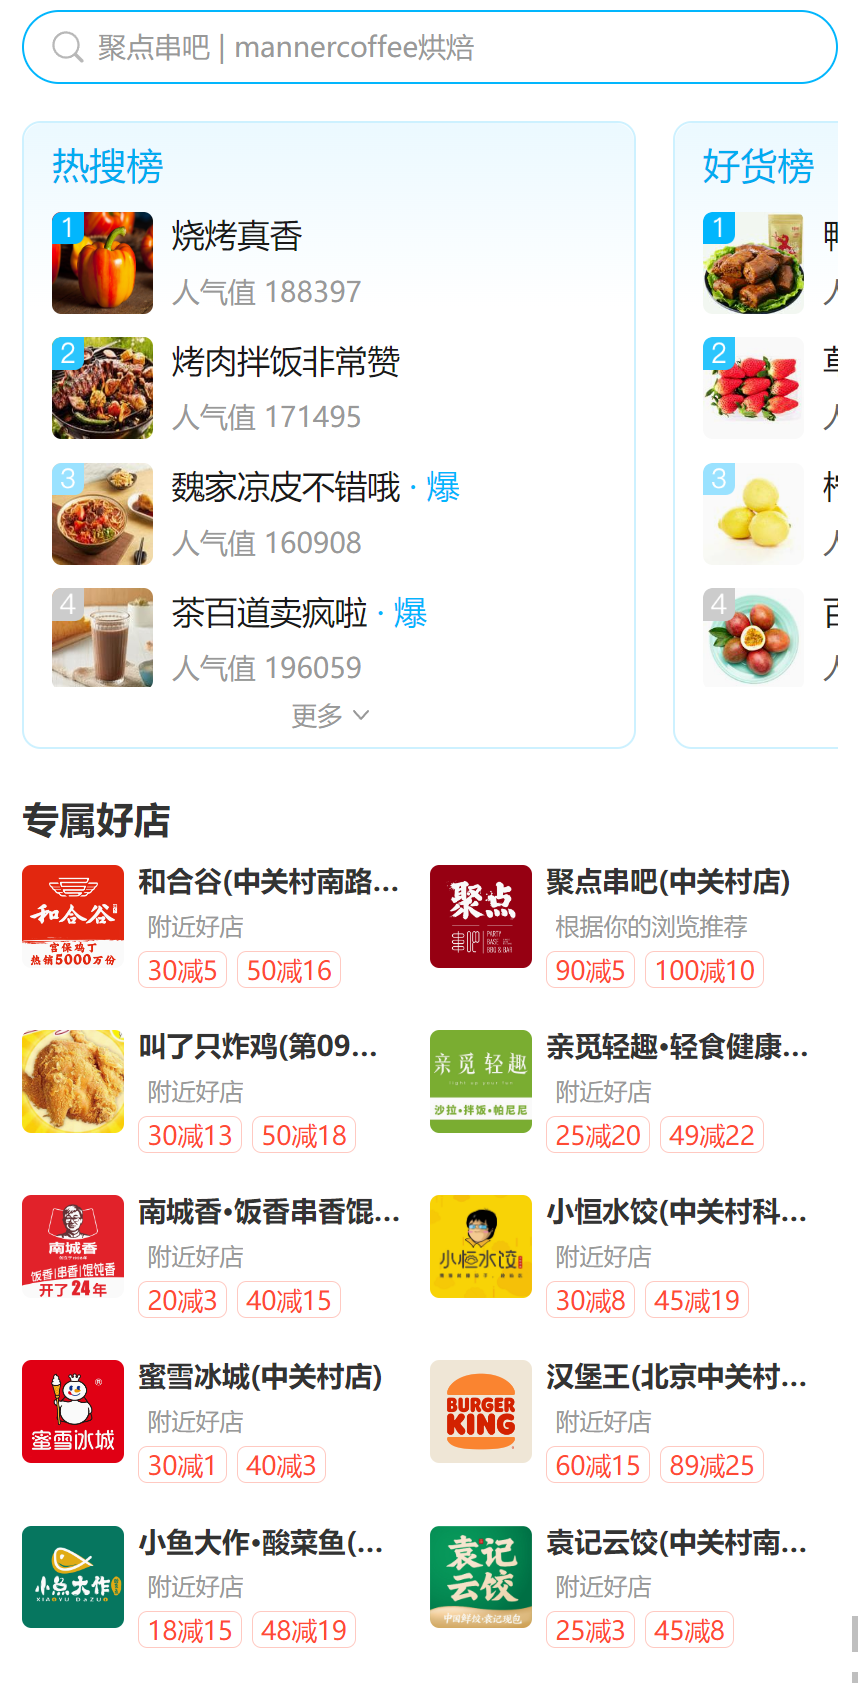 聚点串吧 | mannercoffee烘焙
热搜榜
1
烧烤真香
人气值 188397
2
烤肉拌饭非常赞
人气值 171495
3
魏家凉皮不错哦 · 爆
人气值 160908
4
茶百道卖疯啦 · 爆
人气值 196059
更多
好货榜
1
2
3
4
专属好店
和合谷
宫保鸡丁
热销5000万份
和合谷(中关村南路...
附近好店
30减5 50减16
聚点
串吧
PARTY
BASE
BBQ & BAR
聚点串吧(中关村店)
根据你的浏览推荐
90减5 100减10
叫了只炸鸡(第09...
附近好店
30减13 50减18
亲觅轻趣
light up your fun
沙拉•拌饭•帕尼尼
亲觅轻趣•轻食健康...
附近好店
25减20 49减22
南城香
饭香|串香|馄饨香
开了24年
南城香•饭香串香馄...
附近好店
20减3 40减15
小恒水饺
小恒水饺(中关村科...
附近好店
30减8 45减19
®
蜜雪冰城
蜜雪冰城(中关村店)
附近好店
30减1 40减3
BURGER
KING
汉堡王(北京中关村...
附近好店
60减15 89减25
小鱼大作
XIAOYU DAZUO
小鱼大作•酸菜鱼(...
附近好店
18减15 48减19
袁记
云饺
中国鲜饺·袁记现包
袁记云饺(中关村南...
附近好店
25减3 45减8